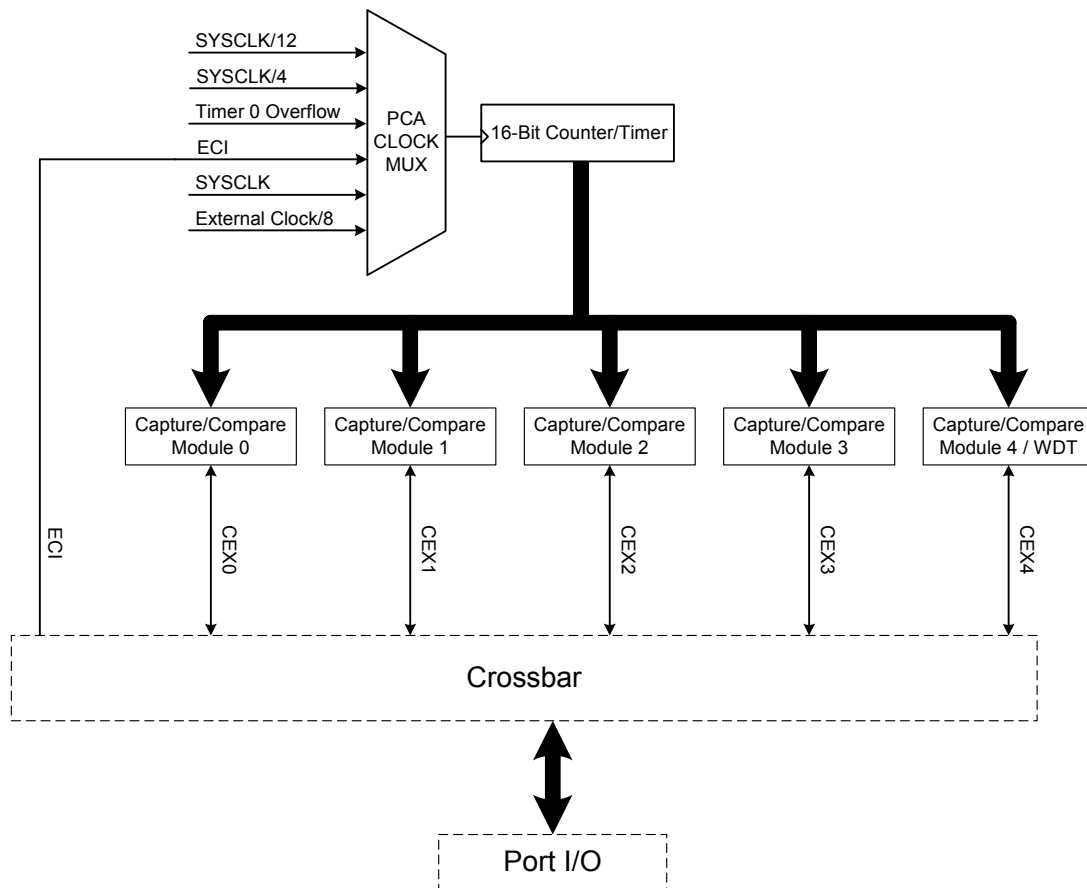 SYSCLK/12
SYSCLK/4
Timer 0 Overflow
ECI
SYSCLK
External Clock/8
PCA
CLOCK
MUX
16-Bit Counter/Timer
Capture/Compare
Module 0
Capture/Compare
Module 1
Capture/Compare
Module 2
Capture/Compare
Module 3
Capture/Compare
Module 4 / WDT
ECI
CEX0
CEX1
CEX2
CEX3
CEX4
Crossbar
Port I/O